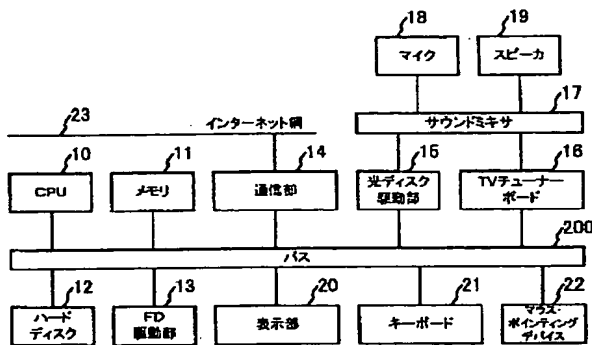 18
19
マイク
スピーカ
17
サウンドミキサ
23
インターネット網
10
11
14
15
16
CPU
メモリ
通信部
光ディスク
駆動部
TVチューナー
ボード
200
バス
12
13
20
21
22
ハード
ディスク
FD
駆動部
表示部
キーボード
マウス・
ポインティング
デバイス